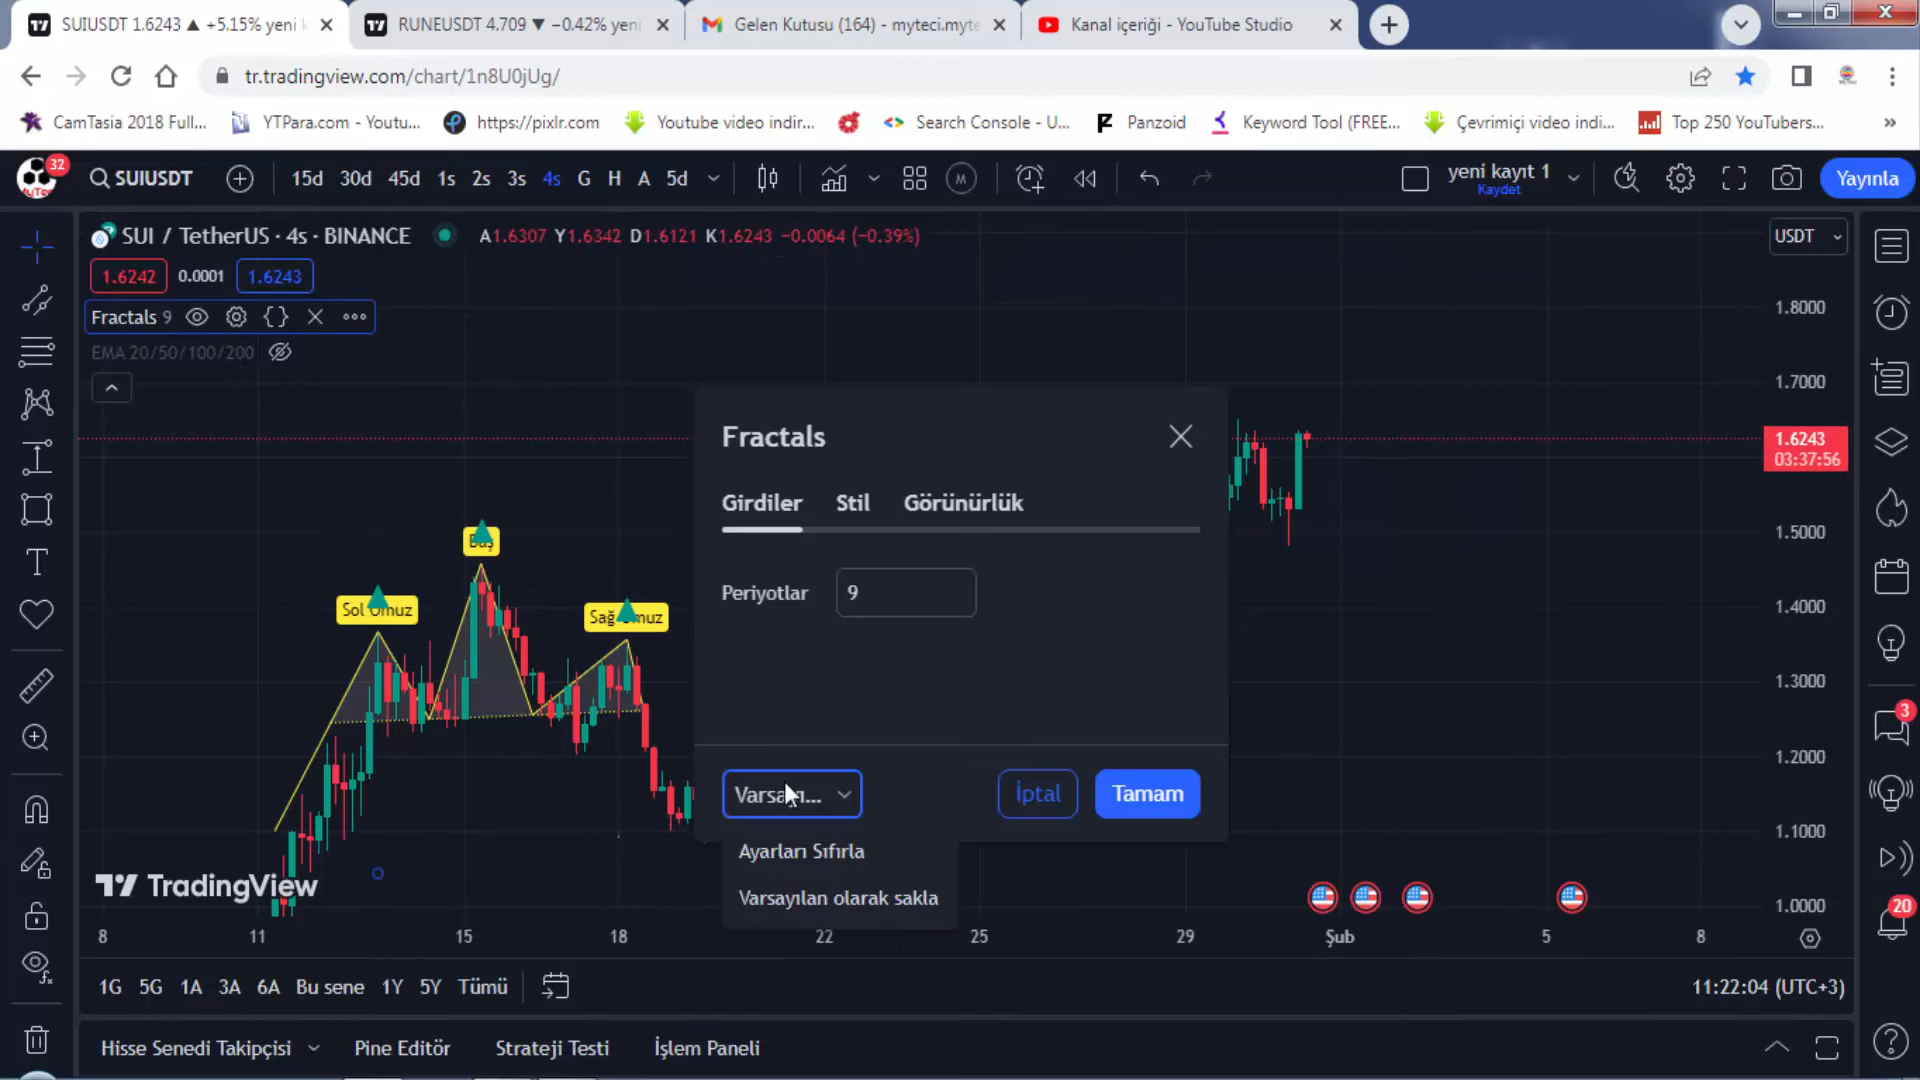 SUIUSDT 1.6243 ▲ +5.15% yeni
RUNEUSDT 4.709 ▼ −0.42% yeni
Gelen Kutusu (164) - myteci.myte
Kanal içeriği - YouTube Studio
tr.tradingview.com/chart/1n8U0jUg/
CamTasia 2018 Full...
YTPara.com - Youtu...
https://pixlr.com
Youtube video indir...
Search Console - U...
Panzoid
Keyword Tool (FREE...
Çevrimiçi video indi...
Top 250 YouTubers...
»
32
SUIUSDT
15d 30d 45d 1s 2s 3s 4s G H A 5d
M
yeni kayıt 1
Kaydet
Yayınla
SUI / TetherUS · 4s · BINANCE
A1.6307 Y1.6342 D1.6121 K1.6243 −0.0064 (−0.39%)
USDT
1.6242 0.0001 1.6243
Fractals 9
EMA 20/50/100/200
1.8000
1.7000
1.6243
03:37:56
1.5000
1.4000
1.3000
1.2000
1.1000
1.0000
Sol Omuz
Sağ
Fractals
Girdiler Stil Görünürlük
Periyotlar 9
İptal
Tamam
Ayarları Sıfırla
Varsayılan olarak sakla
TradingView
8 11 15 18 22 25 29 Şub 5 8
3
20
1G 5G 1A 3A 6A Bu sene 1Y 5Y Tümü
11:22:04 (UTC+3)
Hisse Senedi Takipçisi
Pine Editör
Strateji Testi
İşlem Paneli